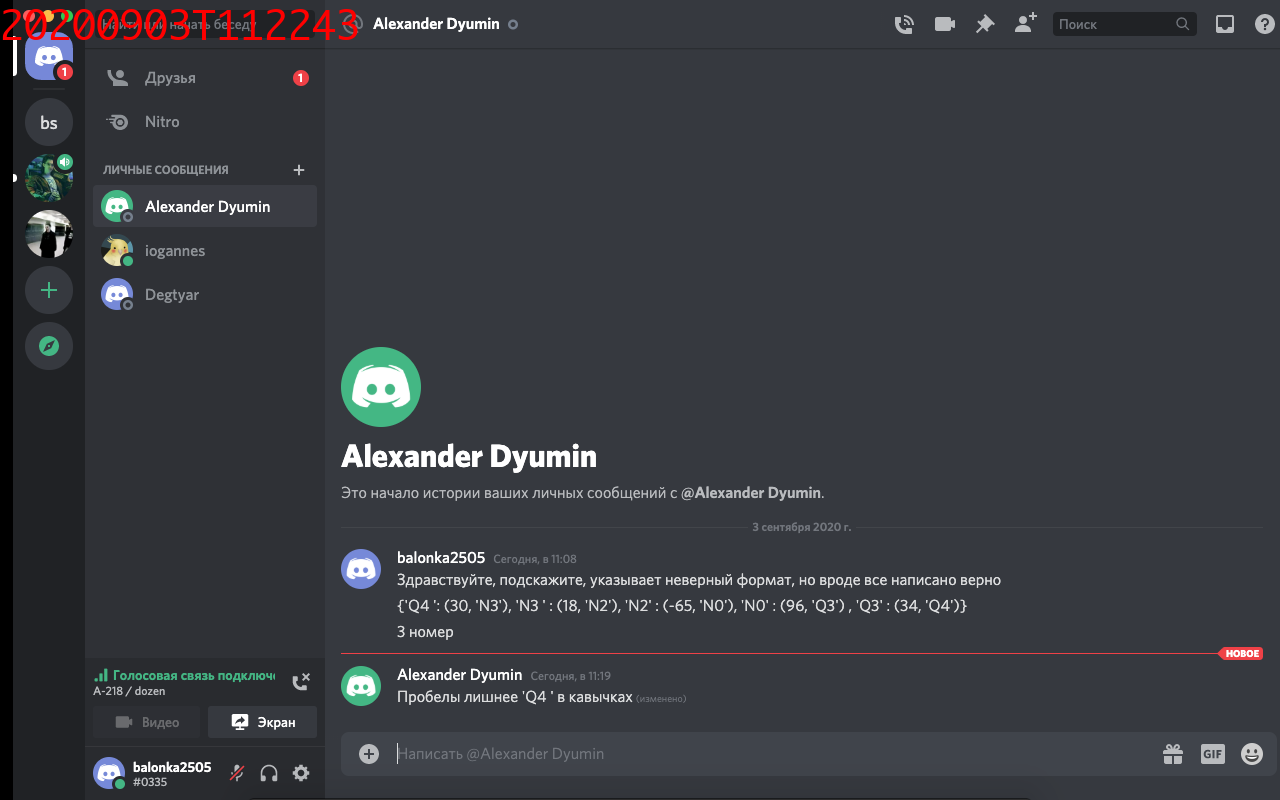 20200903T112243
Найти или начать беседу
Alexander Dyumin
Поиск
1
Друзья
1
bs
Nitro
ЛИЧНЫЕ СООБЩЕНИЯ
Alexander Dyumin
iogannes
Degtyar
Alexander Dyumin
Это начало истории ваших личных сообщений с @Alexander Dyumin.
3 сентября 2020 г.
balonka2505 Сегодня, в 11:08
Здравствуйте, подскажите, указывает неверный формат, но вроде все написано верно
{'Q4 ': (30, 'N3'), 'N3 ' : (18, 'N2'), 'N2' : (-65, 'N0'), 'N0' : (96, 'Q3') , 'Q3' : (34, 'Q4')}
3 номер
НОВОЕ
Alexander Dyumin Сегодня, в 11:19
Пробелы лишнее 'Q4 ' в кавычках (изменено)
Голосовая связь подключе
A-218 / dozen
Видео
Экран
balonka2505
#0335
Написать @Alexander Dyumin
GIF